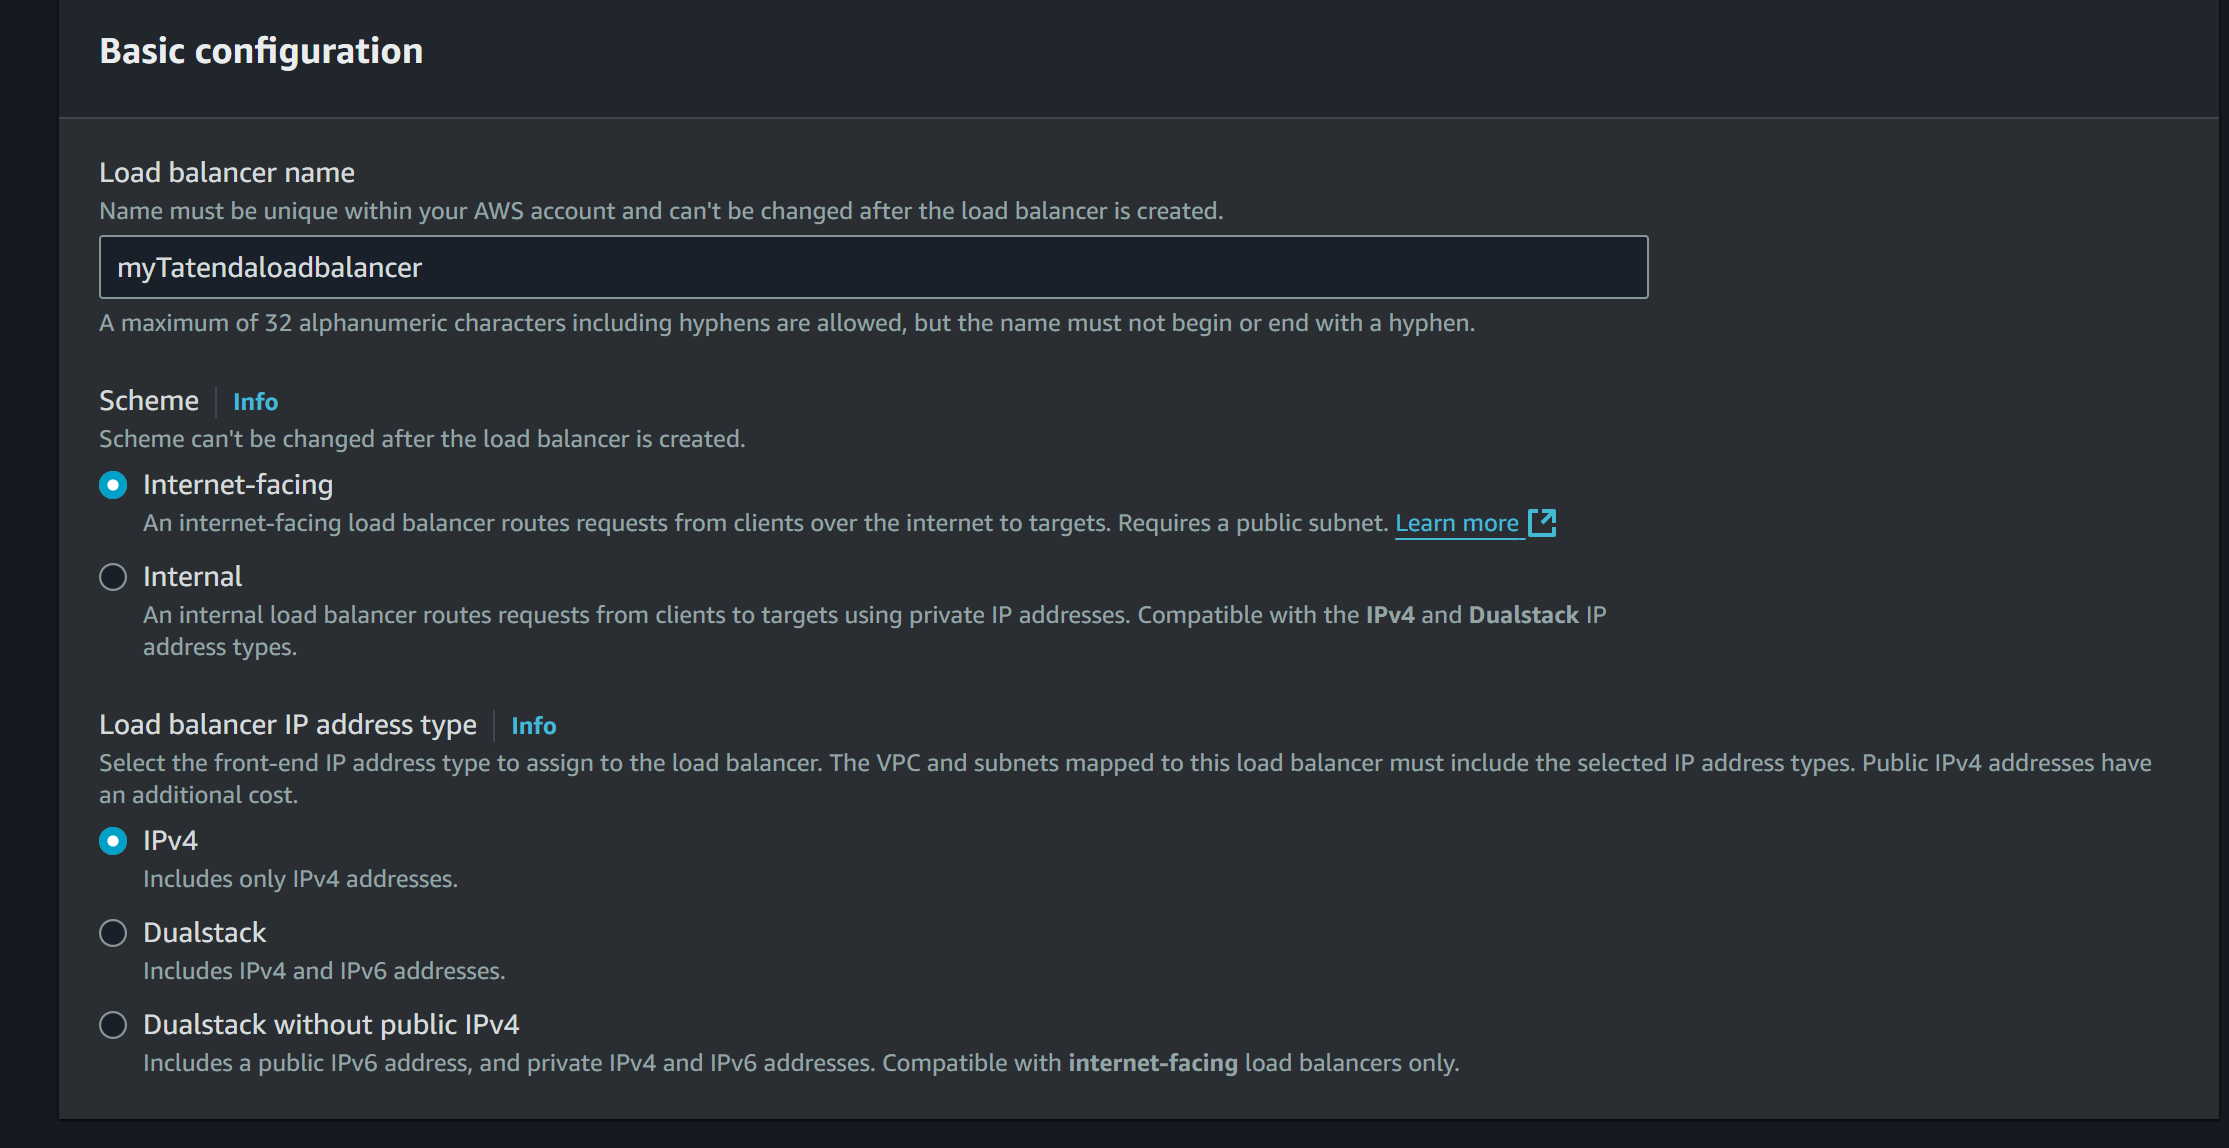 Basic configuration
Load balancer name
Name must be unique within your AWS account and can't be changed after the load balancer is created.
myTatendaloadbalancer
A maximum of 32 alphanumeric characters including hyphens are allowed, but the name must not begin or end with a hyphen.
Scheme Info
Scheme can't be changed after the load balancer is created.
Internet-facing
An internet-facing load balancer routes requests from clients over the internet to targets. Requires a public subnet. Learn more
Internal
An internal load balancer routes requests from clients to targets using private IP addresses. Compatible with the IPv4 and Dualstack IP
address types.
Load balancer IP address type Info
Select the front-end IP address type to assign to the load balancer. The VPC and subnets mapped to this load balancer must include the selected IP address types. Public IPv4 addresses have
an additional cost.
IPv4
Includes only IPv4 addresses.
Dualstack
Includes IPv4 and IPv6 addresses.
Dualstack without public IPv4
Includes a public IPv6 address, and private IPv4 and IPv6 addresses. Compatible with internet-facing load balancers only.